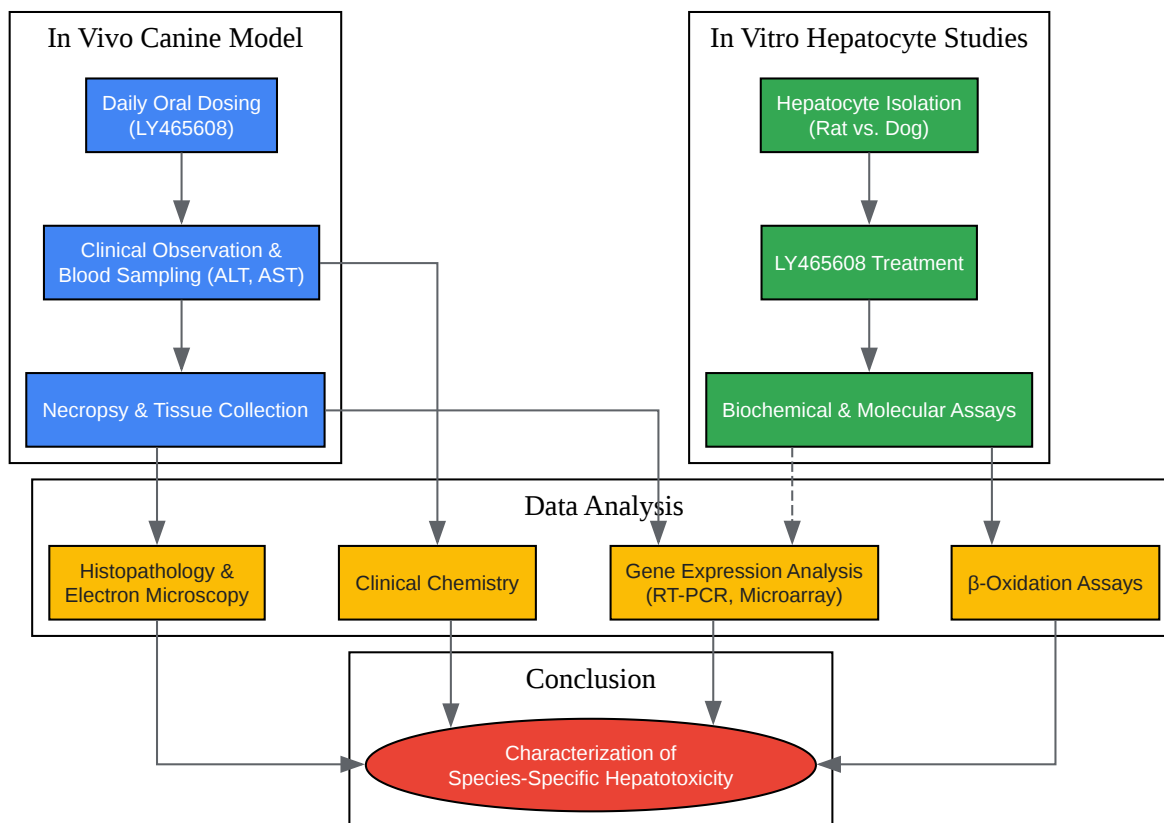 In Vivo Canine Model
Daily Oral Dosing
(LY465608)
Clinical Observation &
Blood Sampling (ALT, AST)
Necropsy & Tissue Collection
In Vitro Hepatocyte Studies
Hepatocyte Isolation
(Rat vs. Dog)
LY465608 Treatment
Biochemical & Molecular Assays
Data Analysis
Histopathology &
Electron Microscopy
Clinical Chemistry
Gene Expression Analysis
(RT-PCR, Microarray)
β-Oxidation Assays
Conclusion
Characterization of
Species-Specific Hepatotoxicity